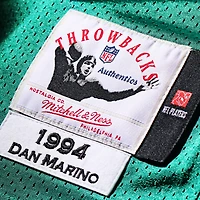 THROWBACKS
NFL
Authentics
NOSTALGIA CO.
Mitchell & Ness
PHILADELPHIA, PA
NFL PLAYERS
1994
DAN MARINO